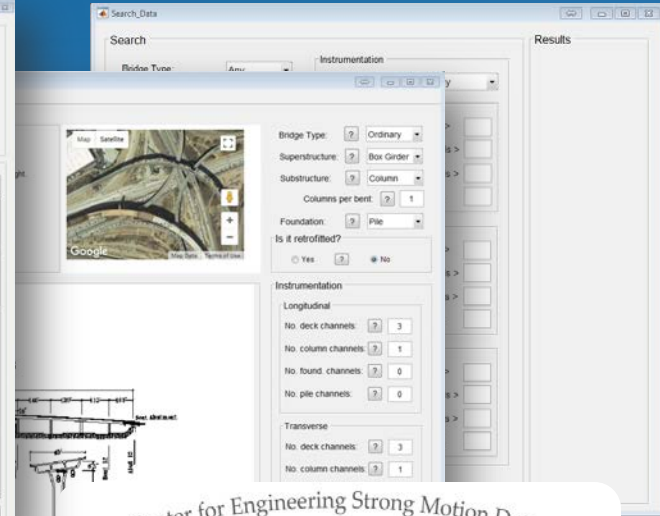 Search_Data
Search
Results
Bridge Type: Any
Instrumentation
Map Satellite
Google
Map Data Terms of Use
Bridge Type: ? Ordinary
Superstructure: ? Box Girder
Substructure: ? Column
Columns per bent: ? 1
Foundation: ? Pile
Is it retrofitted?
Yes ? No
Instrumentation
Longitudinal
No. deck channels: ? 3
No. column channels: ? 1
No. found. channels: ? 0
No. pile channels: ? 0
Transverse
No. deck channels: ? 3
No. column channels: ? 1
for Engineering Strong Motion